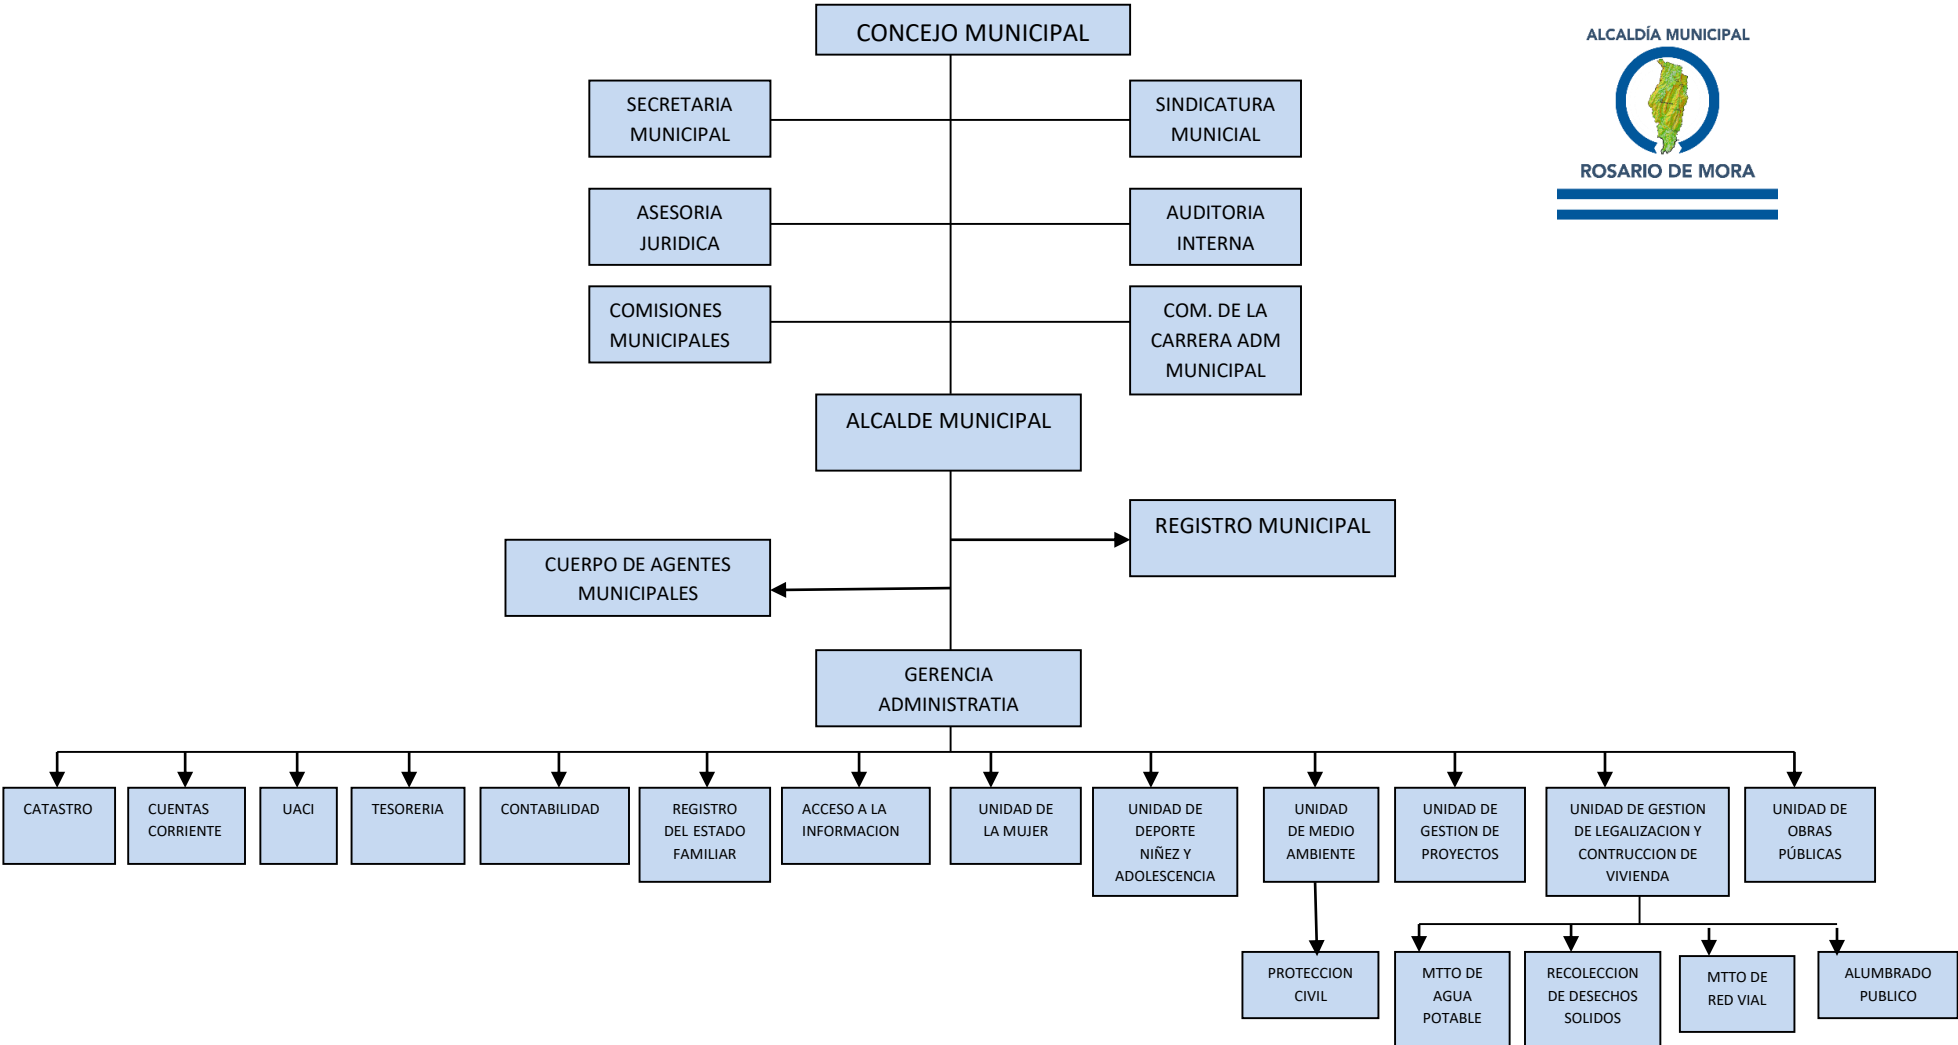 CONCEJO MUNICIPAL
ALCALDÍA MUNICIPAL
ROSARIO DE MORA
SECRETARIA
MUNICIPAL
SINDICATURA
MUNICIAL
ASESORIA
JURIDICA
AUDITORIA
INTERNA
COMISIONES
MUNICIPALES
COM. DE LA
CARRERA ADM
MUNICIPAL
ALCALDE MUNICIPAL
REGISTRO MUNICIPAL
CUERPO DE AGENTES
MUNICIPALES
GERENCIA
ADMINISTRATIA
CATASTRO
CUENTAS
CORRIENTE
UACI
TESORERIA
CONTABILIDAD
REGISTRO
DEL ESTADO
FAMILIAR
ACCESO A LA
INFORMACION
UNIDAD DE
LA MUJER
UNIDAD DE
DEPORTE
NIÑEZ Y
ADOLESCENCIA
UNIDAD
DE MEDIO
AMBIENTE
UNIDAD DE
GESTION DE
PROYECTOS
UNIDAD DE GESTION
DE LEGALIZACION Y
CONTRUCCION DE
VIVIENDA
UNIDAD DE
OBRAS
PÚBLICAS
PROTECCION
CIVIL
MTTO DE
AGUA
POTABLE
RECOLECCION
DE DESECHOS
SOLIDOS
MTTO DE
RED VIAL
ALUMBRADO
PUBLICO